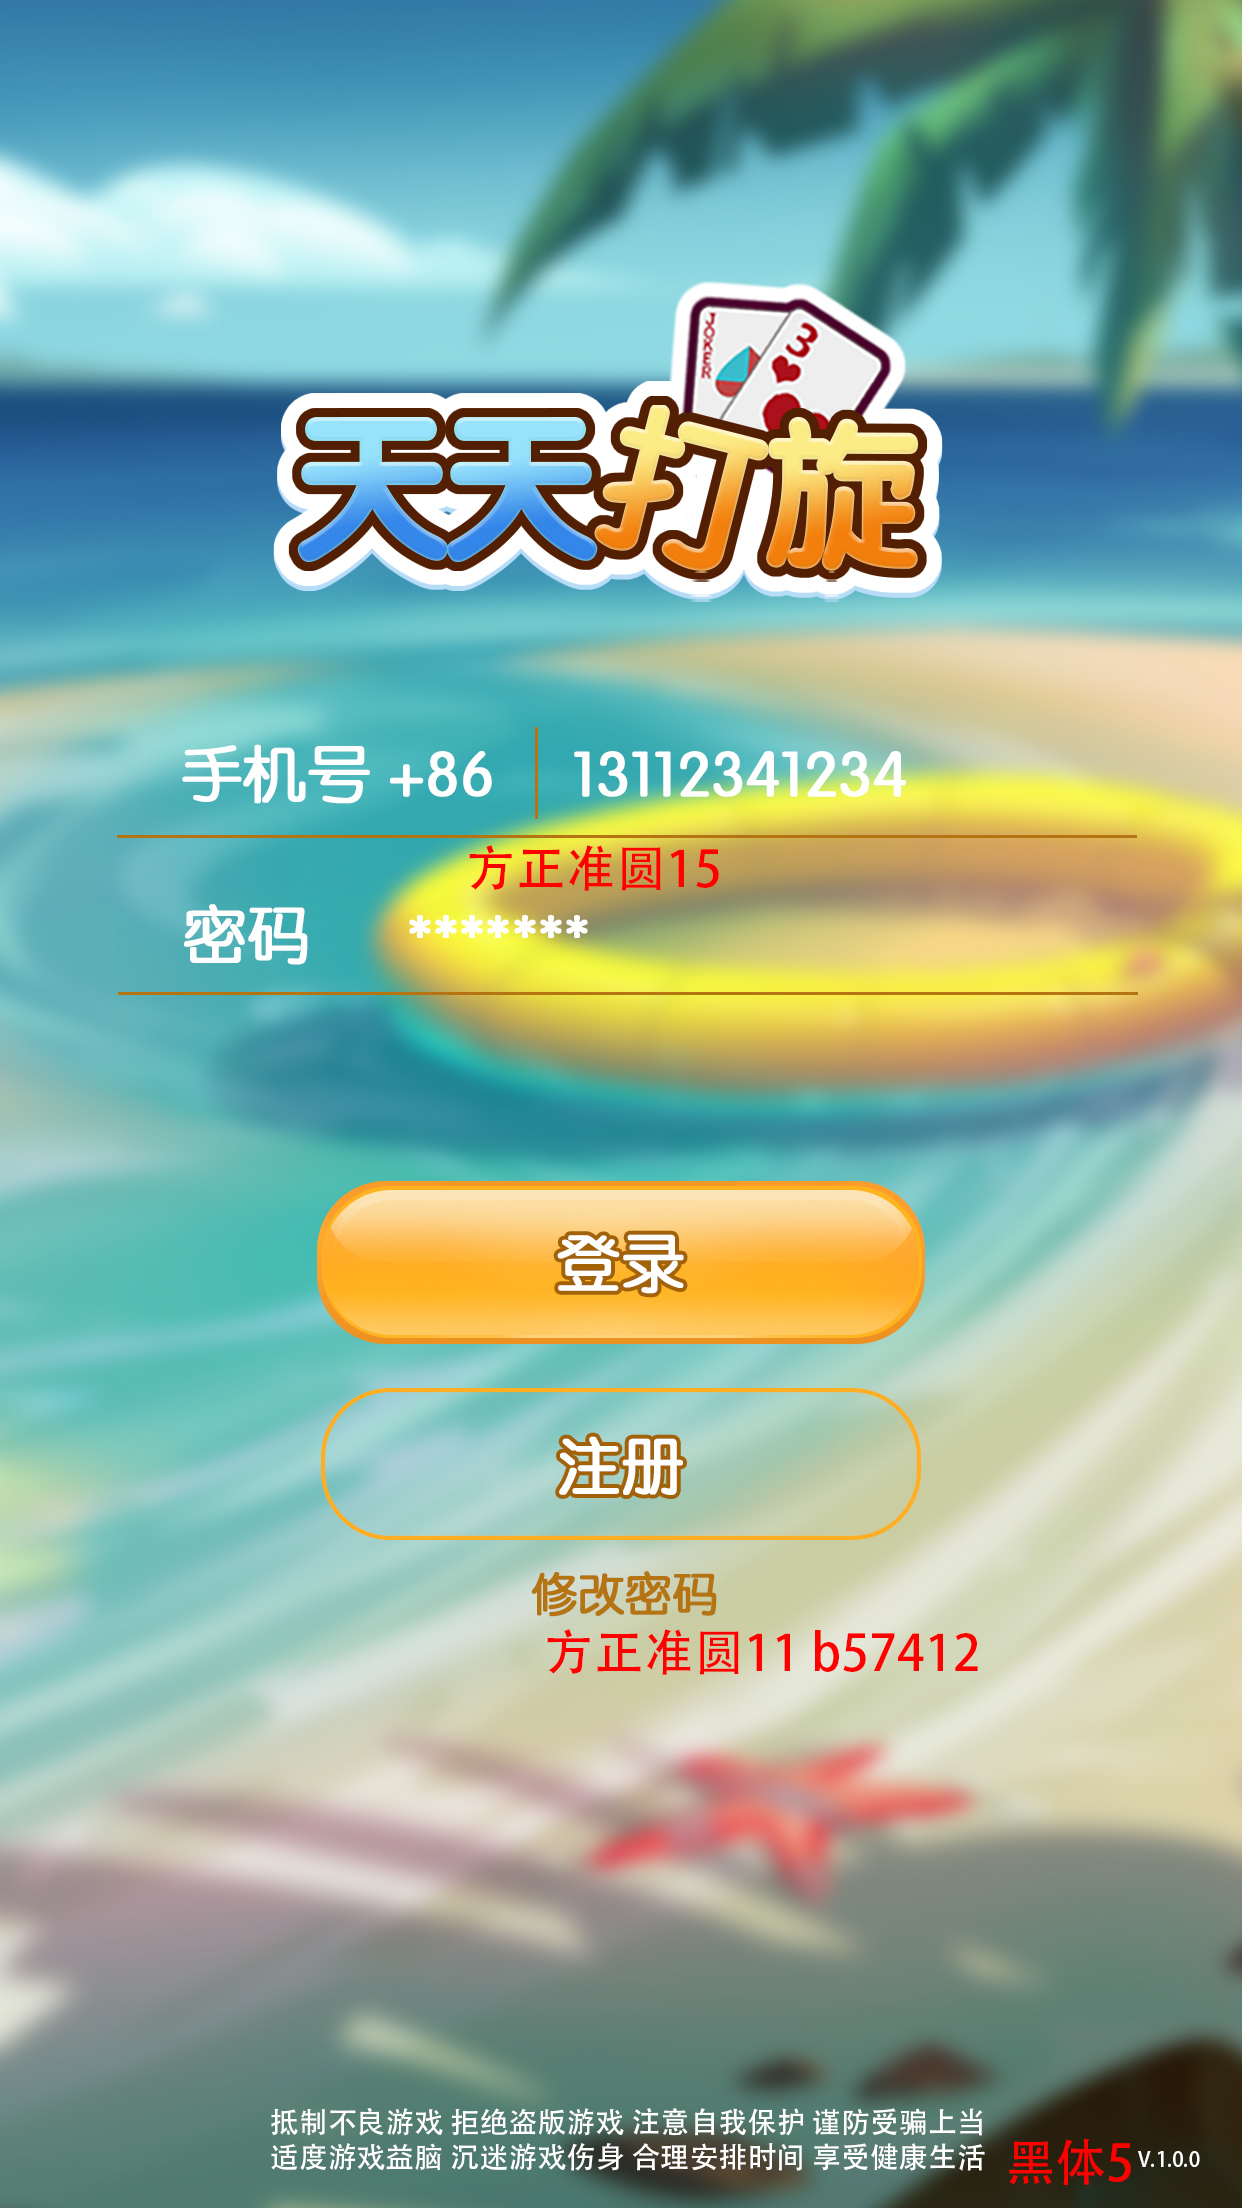 JOKER
3
天天打旋
手机号 +86 13112341234
方正准圆15
密码 *******
登录
注册
修改密码
方正准圆11 b57412
抵制不良游戏 拒绝盗版游戏 注意自我保护 谨防受骗上当
适度游戏益脑 沉迷游戏伤身 合理安排时间 享受健康生活
黑体5 V.1.0.0